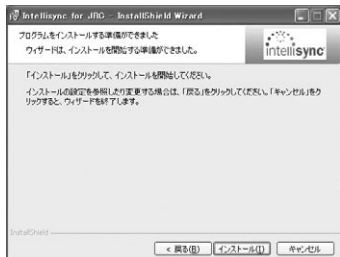 Intellisync for JRC - InstallShield Wizard
プログラムをインストールする準備ができました
ウィザードは、インストールを開始する準備ができました。
intellisync
「インストール」をクリックして、インストールを開始してください。
インストールの設定を参照したり変更する場合は、「戻る」をクリックしてください。「キャンセル」をク
リックすると、ウィザードを終了します。
InstallShield
< 戻る(B)
インストール(I)
キャンセル